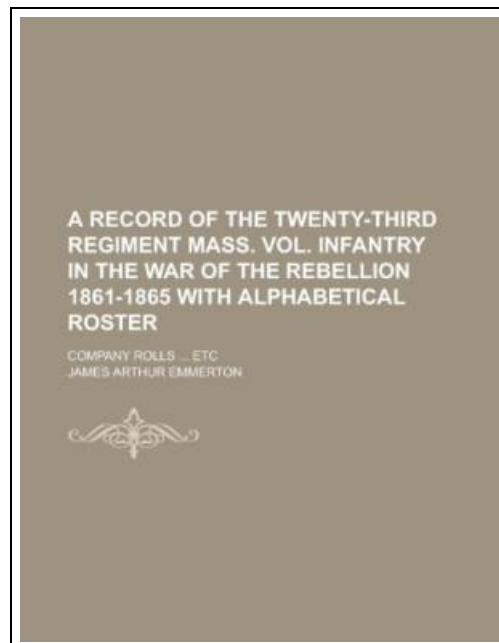 A RECORD OF THE TWENTY-THIRD
REGIMENT MASS. VOL. INFANTRY
IN THE WAR OF THE REBELLION
1861-1865 WITH ALPHABETICAL
ROSTER
COMPANY ROLLS ... ETC
JAMES ARTHUR EMMERTON